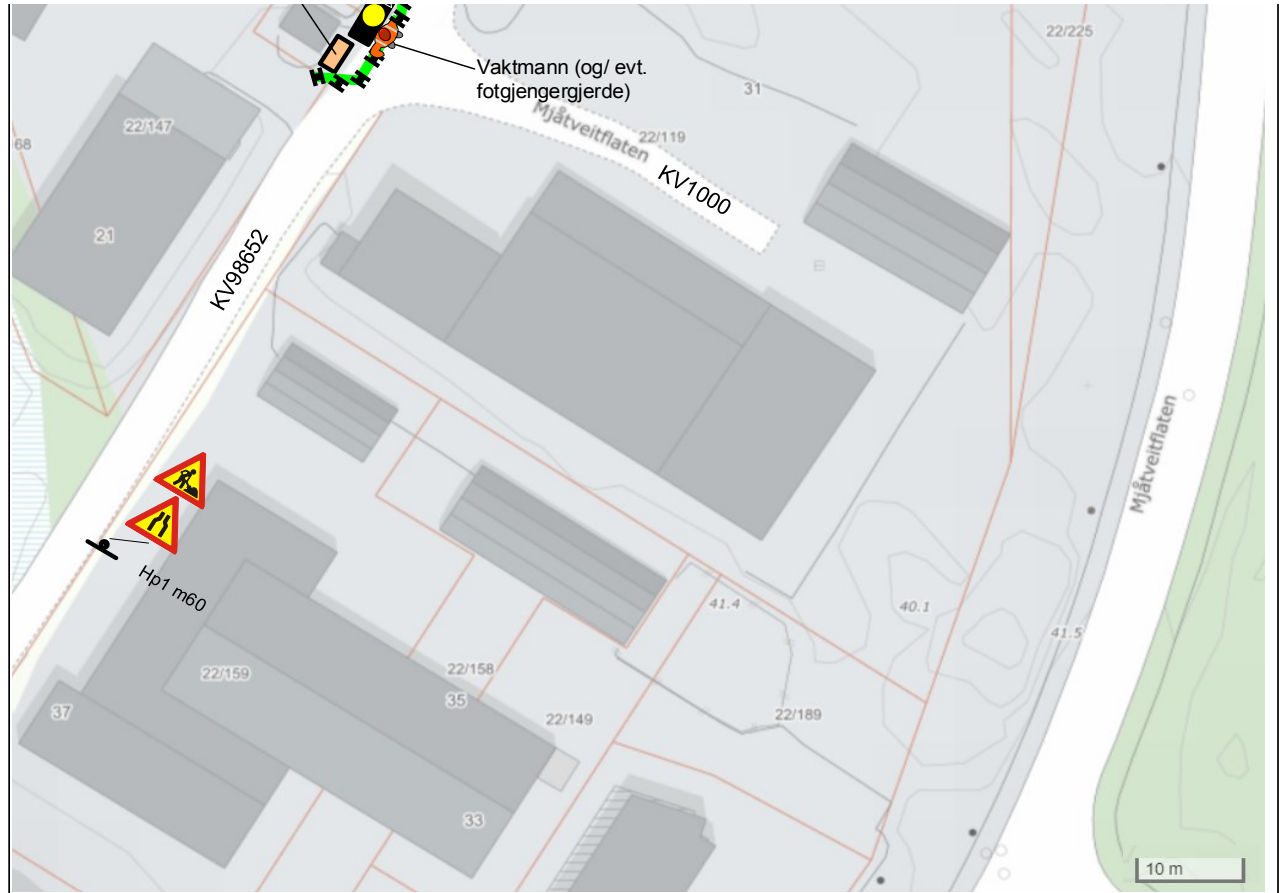 22/225
Vaktmann (og/ evt.
fotgjengergjerde)
31
Mjåtveitflaten
22/119
22/147
68
KV1000
21
KV98652
Mjåtveitflaten
Hp1 m60
41.4
40.1
41.5
22/159
22/158
35
37
22/149
22/189
33
10 m